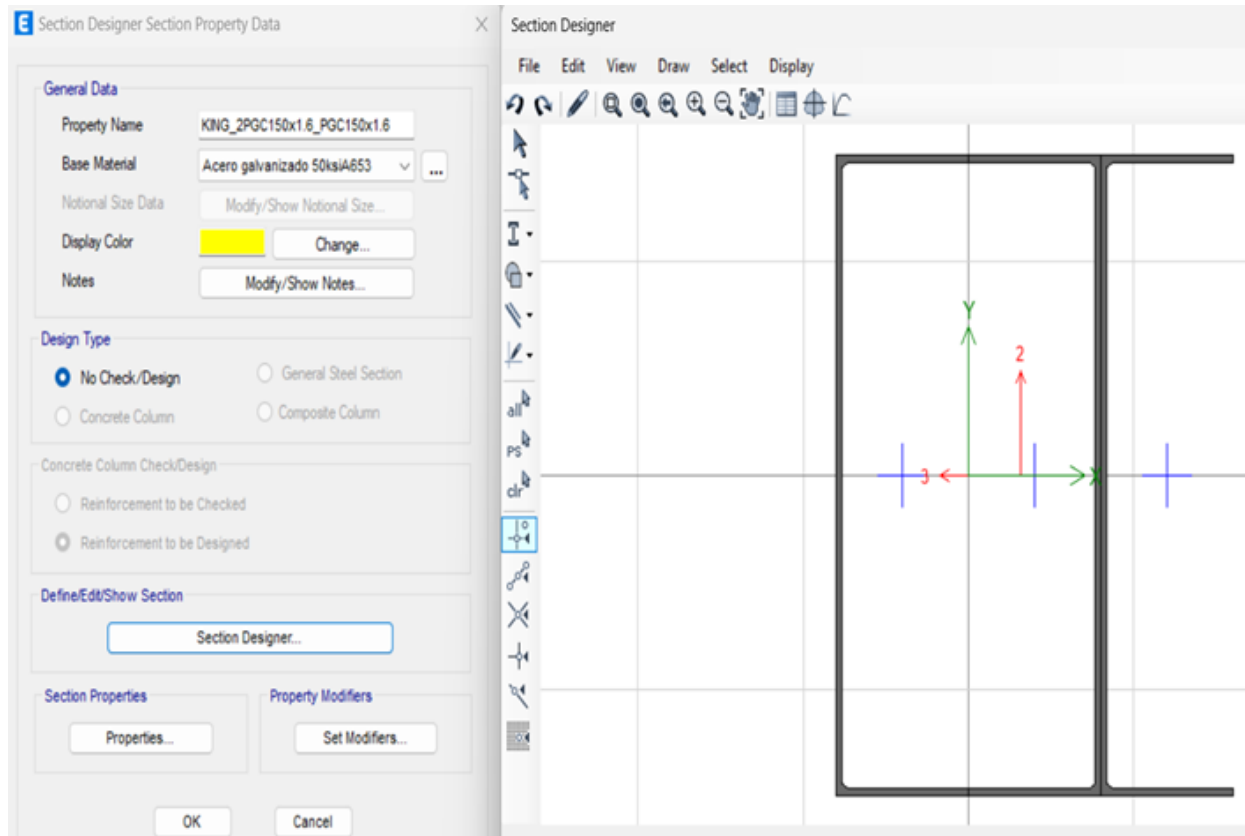 E Section Designer Section Property Data
General Data
Property Name KING_2PGC150x1.6_PGC150x1.6
Base Material Acero galvanizado 50ksiA653 ...
Notional Size Data Modify/Show Notional Size...
Display Color Change...
Notes Modify/Show Notes...
Design Type
No Check/Design General Steel Section
Concrete Column Composite Column
Concrete Column Check/Design
Reinforcement to be Checked
Reinforcement to be Designed
Define/Edit/Show Section
Section Designer...
Section Properties Property Modifiers
Properties... Set Modifiers...
OK Cancel
Section Designer
File Edit View Draw Select Display
all
PS
clr
Y
2
3
X